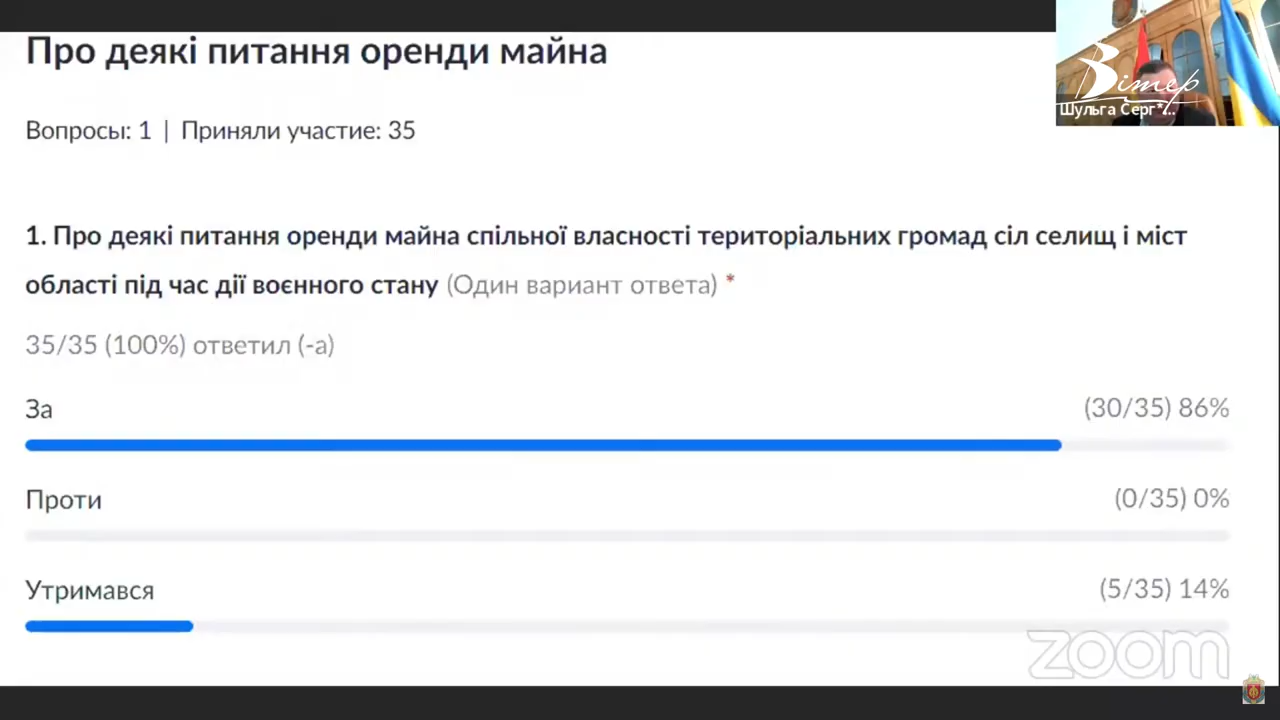 Про деякі питання оренди майна
Вітер
Шульга Серг*...
Вопросы: 1 | Приняли участие: 35
1. Про деякі питання оренди майна спільної власності територіальних громад сіл селищ і міст
області під час дії воєнного стану (Один вариант ответа) *
35/35 (100%) ответил (-а)
За
(30/35) 86%
Проти
(0/35) 0%
Утримався
(5/35) 14%
zoom